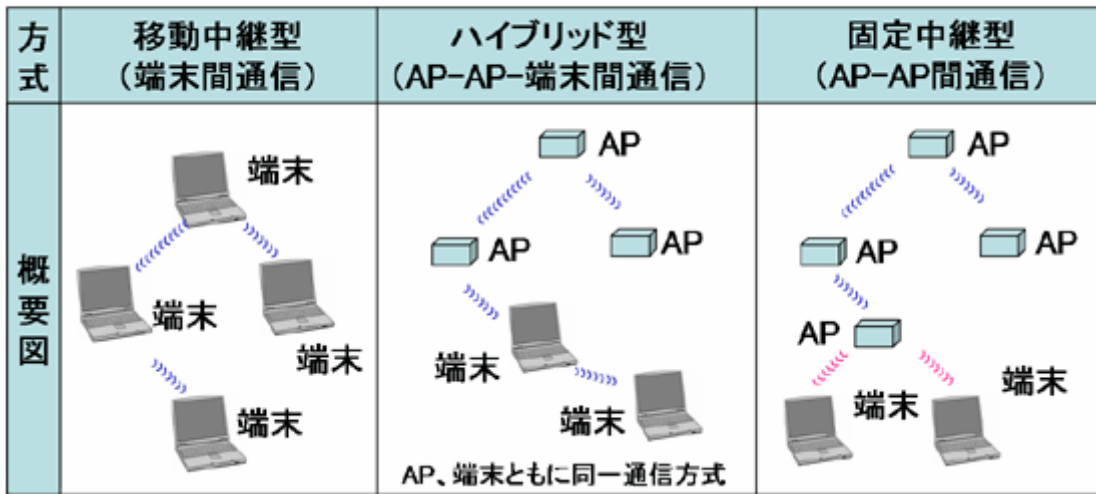 方式
移動中継型
(端末間通信)
ハイブリッド型
(AP-AP-端末間通信)
固定中継型
(AP-AP間通信)
概要図
端末
端末
端末
端末
AP
AP
AP
端末
端末
AP、端末ともに同一通信方式
AP
AP
AP
AP
端末
端末